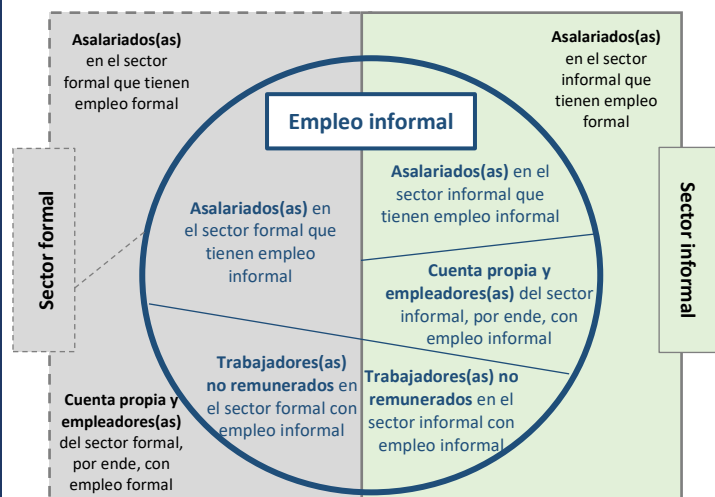 Asalariados(as)
en el sector
formal que tienen
empleo formal
Asalariados(as)
en el sector
informal que
tienen empleo
formal
Empleo informal
Sector formal
Asalariados(as) en
el sector formal que
tienen empleo
informal
Asalariados(as) en el
sector informal que
tienen empleo informal
Sector informal
Cuenta propia y
empleadores(as) del sector
informal, por ende, con
empleo informal
Trabajadores(as)
no remunerados en
el sector formal con
empleo informal
Trabajadores(as) no
remunerados en el
sector informal con
empleo informal
Cuenta propia y
empleadores(as)
del sector formal,
por ende, con
empleo formal